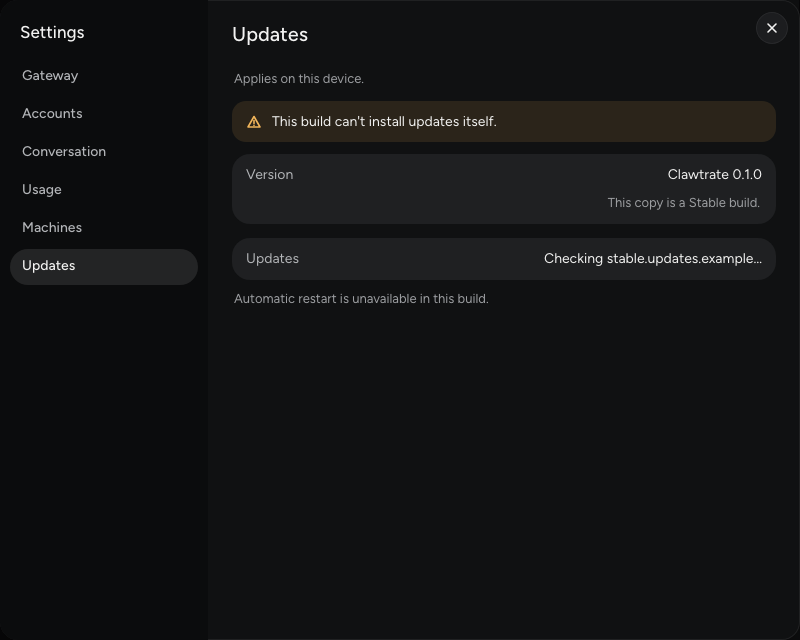 Settings
Gateway
Accounts
Conversation
Usage
Machines
Updates
Updates
Applies on this device.
This build can't install updates itself.
Version
Clawtrate 0.1.0
This copy is a Stable build.
Updates
Checking stable.updates.example...
Automatic restart is unavailable in this build.